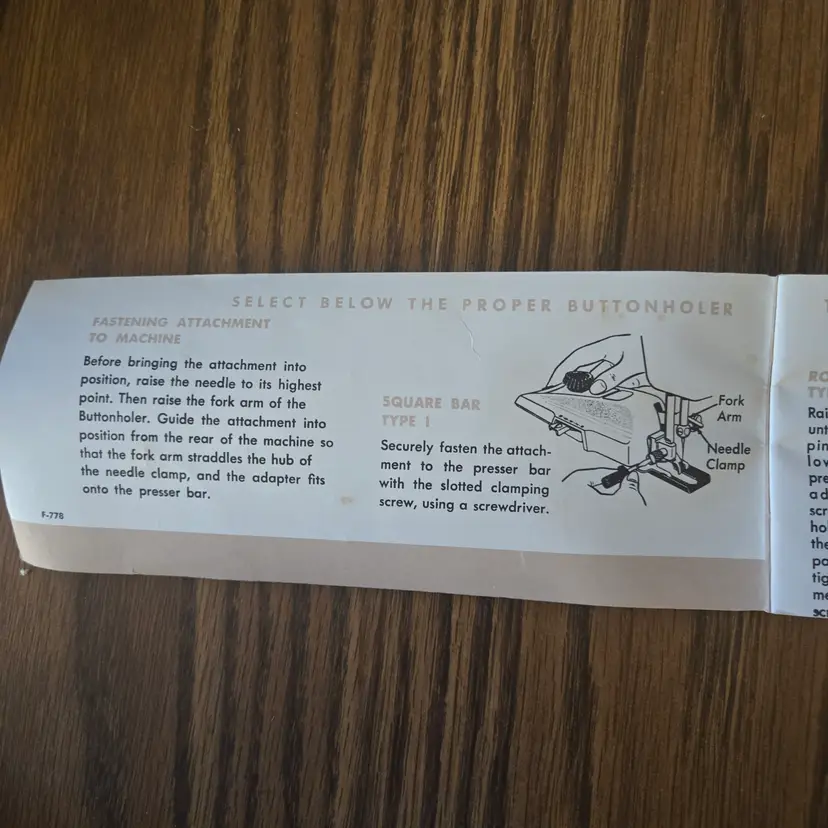 SELECT BELOW THE PROPER BUTTONHOLER
FASTENING ATTACHMENT
TO MACHINE
Before bringing the attachment into
position, raise the needle to its highest
point. Then raise the fork arm of the
Buttonholer. Guide the attachment into
position from the rear of the machine so
that the fork arm straddles the hub of
the needle clamp, and the adapter fits
onto the presser bar.
F-778
SQUARE BAR
TYPE 1
Securely fasten the attach-
ment to the presser bar
with the slotted clamping
screw, using a screwdriver.
Fork
Arm
Needle
Clamp